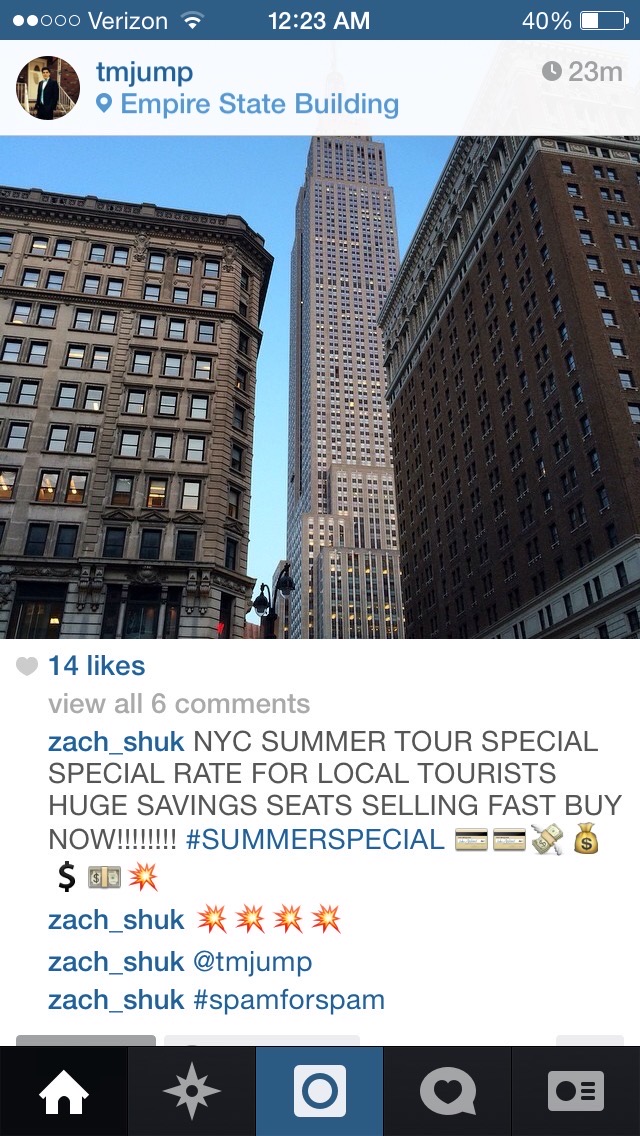 Verizon 12:23 AM 40%
tmjump 23m
Empire State Building
14 likes
view all 6 comments
zach_shuk NYC SUMMER TOUR SPECIAL
SPECIAL RATE FOR LOCAL TOURISTS
HUGE SAVINGS SEATS SELLING FAST BUY
NOW!!!!!!!! #SUMMERSPECIAL 💳💳💸💰
💲💵💥
zach_shuk 💥💥💥💥
zach_shuk @tmjump
zach_shuk #spamforspam